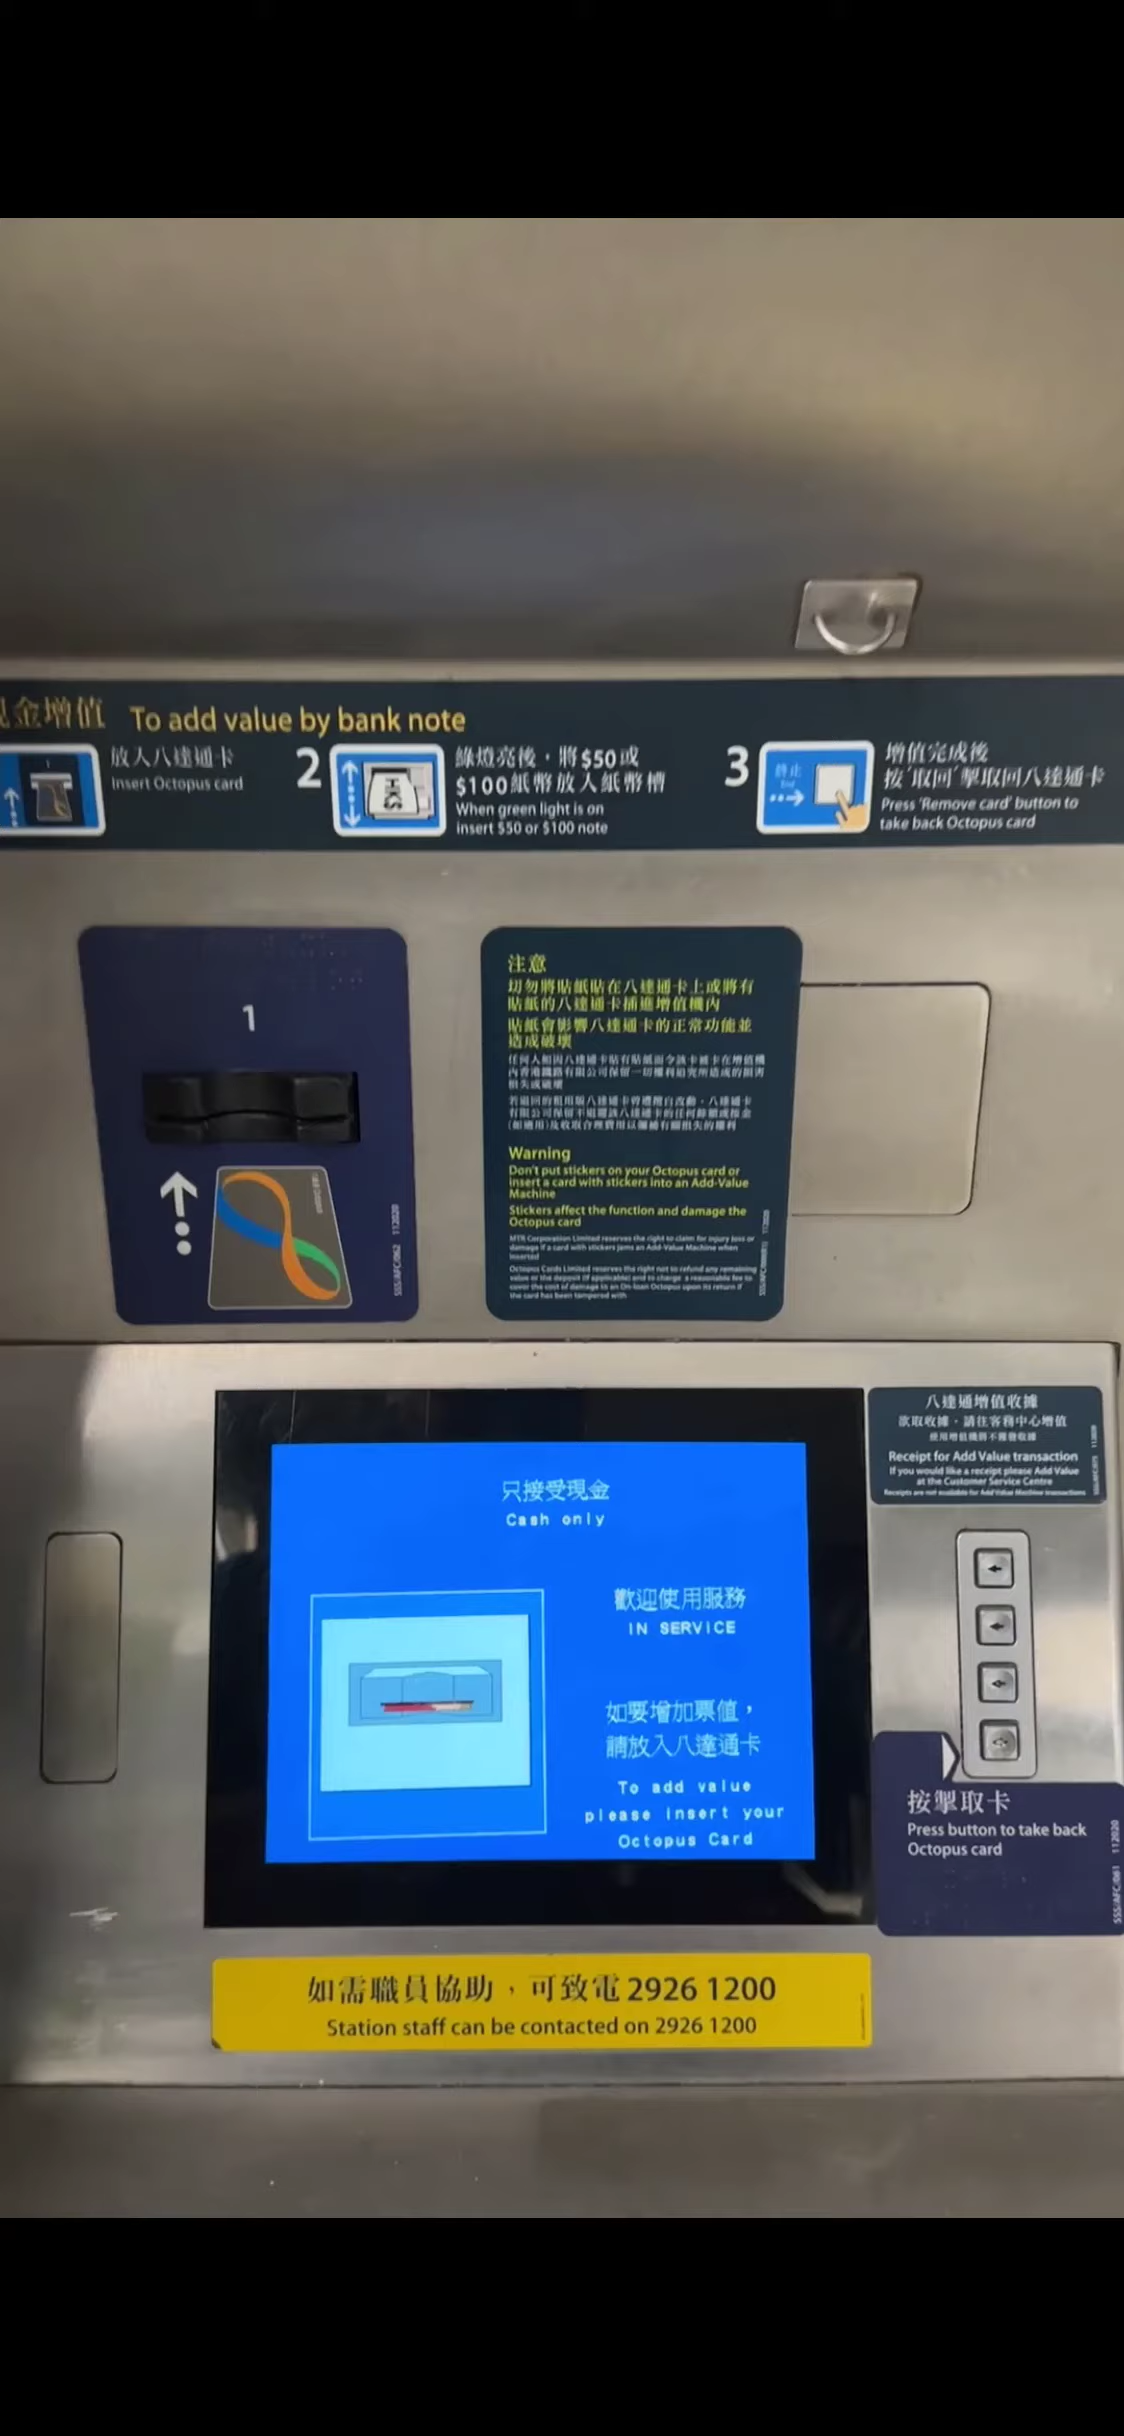 金增值 To add value by bank note
放入八達通卡
Insert Octopus card
2
綠燈亮後，將$50或
$100紙幣放入紙幣槽
When green light is on
insert $50 or $100 note
HK$
3
終止
End
增值完成後
按‘取回’掣取回八達通卡
Press ‘Remove card’ button to
take back Octopus card
1
SSS/AFC/062 112020
注意
切勿將貼紙貼在八達通卡上或將有
貼紙的八達通卡插進增值機內
貼紙會影響八達通卡的正常功能並
造成破壞
任何人如因八達通卡貼有貼紙而令該卡被卡在增值機
內香港鐵路有限公司保留一切權利追究所造成的損害
損失或破壞
若退回的租用版八達通卡曾遭擅自改動，八達通卡
有限公司保留不退還該八達通卡的任何餘額或按金
(如適用)及收取合理費用以彌補有關損失的權利
Warning
Don't put stickers on your Octopus card or
insert a card with stickers into an Add-Value
Machine
Stickers affect the function and damage the
Octopus card
MTR Corporation Limited reserves the right to claim for injury loss or
damage if a card with stickers jams an Add-Value Machine when
inserted
Octopus Cards Limited reserves the right not to refund any remaining
value or the deposit (if applicable) and to charge a reasonable fee to
cover the cost of damage to an On-loan Octopus upon its return if
the card has been tampered with
八達通增值收據
欲取收據，請往客務中心增值
使用增值機將不獲發收據
Receipt for Add Value transaction
If you would like a receipt please Add Value
at the Customer Service Centre
Receipts are not available for Add Value Machine transactions
只接受現金
Cash only
歡迎使用服務
IN SERVICE
如要增加票值，
請放入八達通卡
To add value
please insert your
Octopus Card
按掣取卡
Press button to take back
Octopus card
SSS/AFC/061 112020
如需職員協助，可致電 2926 1200
Station staff can be contacted on 2926 1200